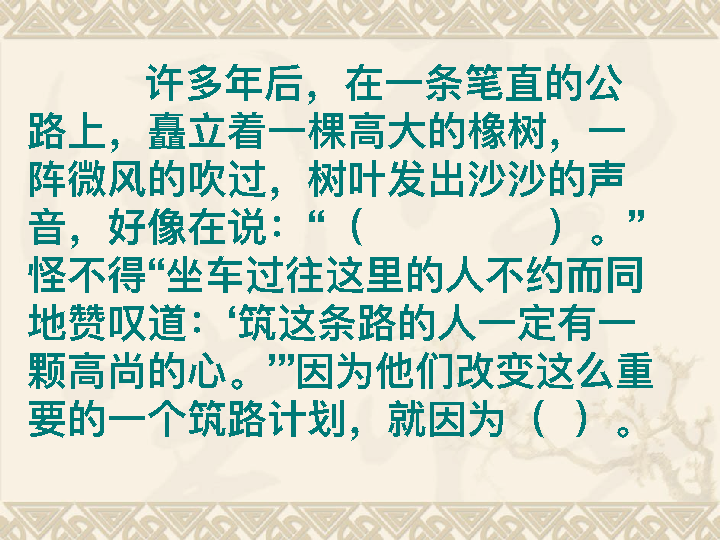 许多年后，在一条笔直的公
路上，矗立着一棵高大的橡树，一
阵微风的吹过，树叶发出沙沙的声
音，好像在说：“（　　　　）。”
怪不得“坐车过往这里的人不约而同
地赞叹道：‘筑这条路的人一定有一
颗高尚的心。’”因为他们改变这么重
要的一个筑路计划，就因为（ ）。